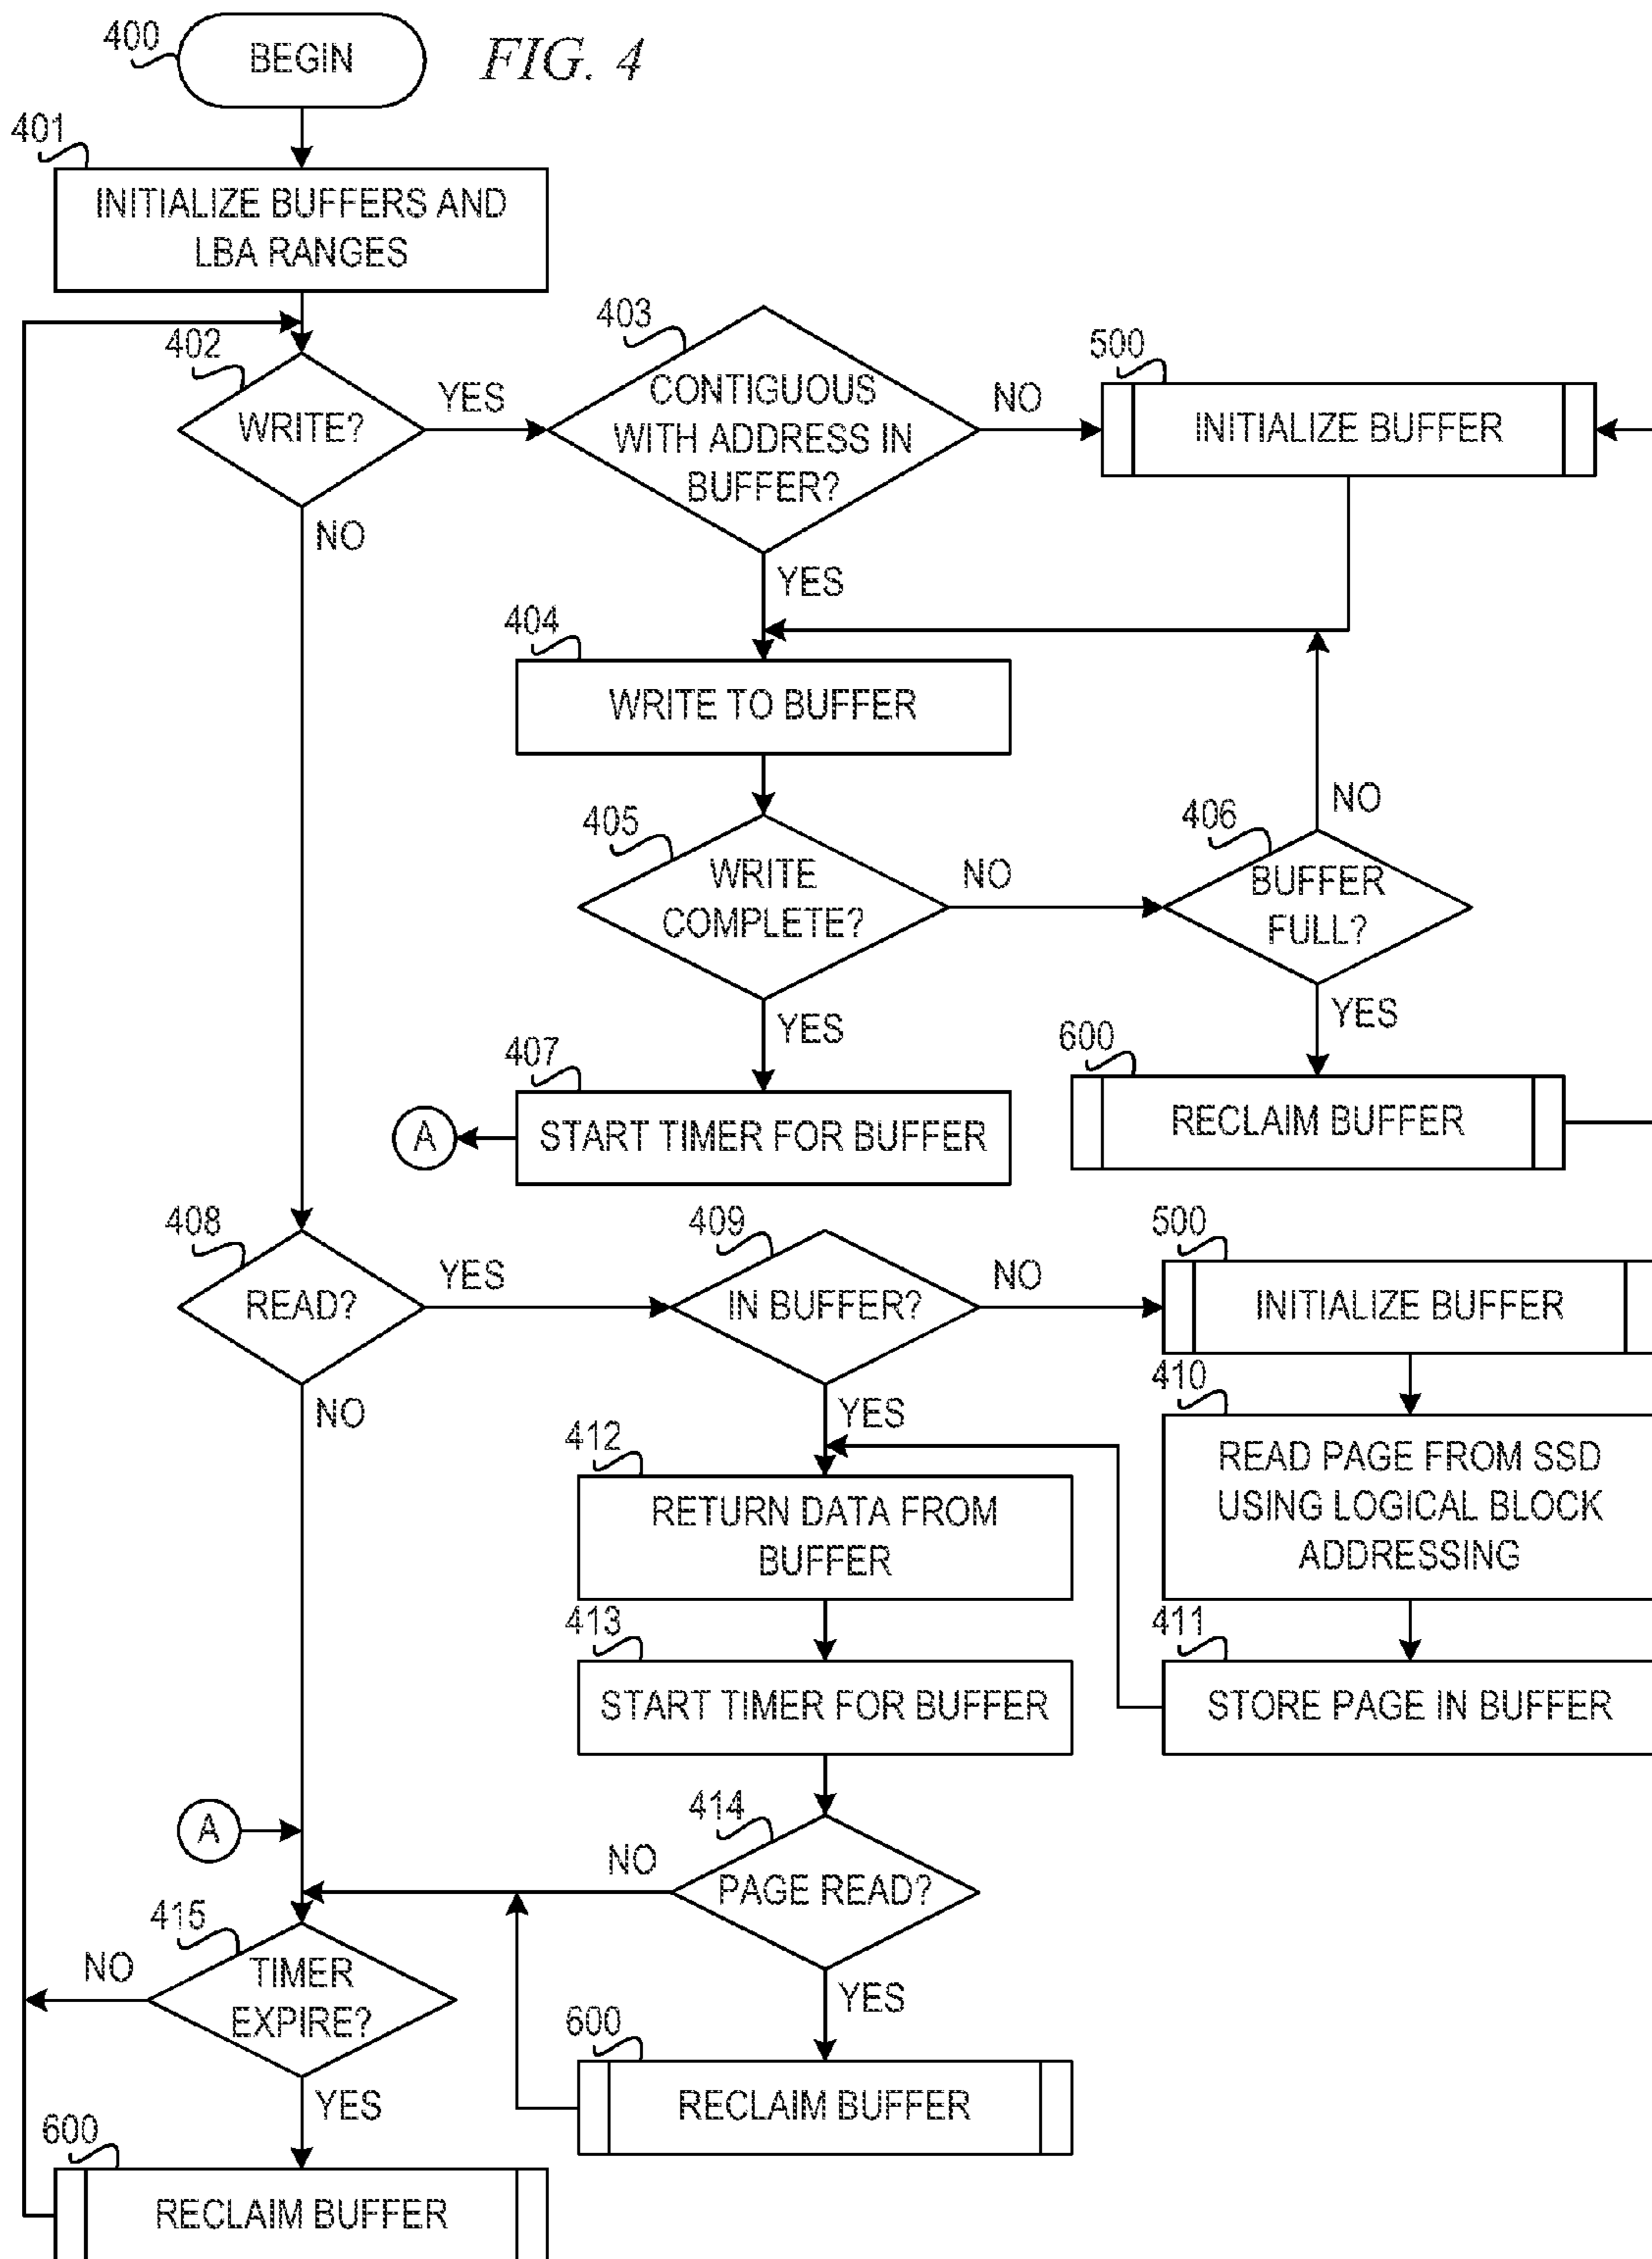 400
BEGIN
FIG. 4
401
INITIALIZE BUFFERS AND
LBA RANGES
402
WRITE?
YES
NO
403
CONTIGUOUS
WITH ADDRESS IN
BUFFER?
NO
YES
500
INITIALIZE BUFFER
404
WRITE TO BUFFER
405
WRITE
COMPLETE?
NO
YES
406
BUFFER
FULL?
NO
YES
407
START TIMER FOR BUFFER
A
600
RECLAIM BUFFER
408
READ?
YES
NO
409
IN BUFFER?
NO
YES
500
INITIALIZE BUFFER
410
READ PAGE FROM SSD
USING LOGICAL BLOCK
ADDRESSING
411
STORE PAGE IN BUFFER
412
RETURN DATA FROM
BUFFER
413
START TIMER FOR BUFFER
414
PAGE READ?
NO
YES
600
RECLAIM BUFFER
A
415
TIMER
EXPIRE?
NO
YES
600
RECLAIM BUFFER